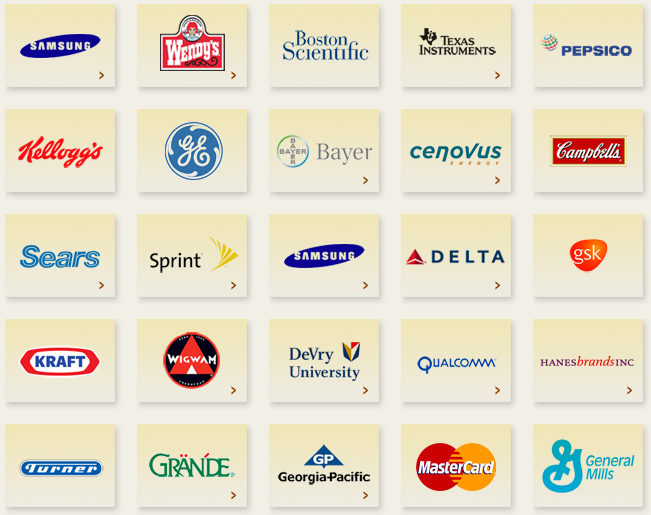 SAMSUNG
Wendy's
Boston
Scientific
Texas
Instruments
PEPSICO
Kellogg's
GE
BAYER
BAYER
Bayer
cenovus
ENERGY
Campbell's
Sears
Sprint
SAMSUNG
DELTA
gsk
KRAFT
WIGWAM
DeVry
University
QUALCOMM
HANESbrandsINC
Turner
GRÄNDE
GP
Georgia-Pacific
MasterCard
G
General
Mills